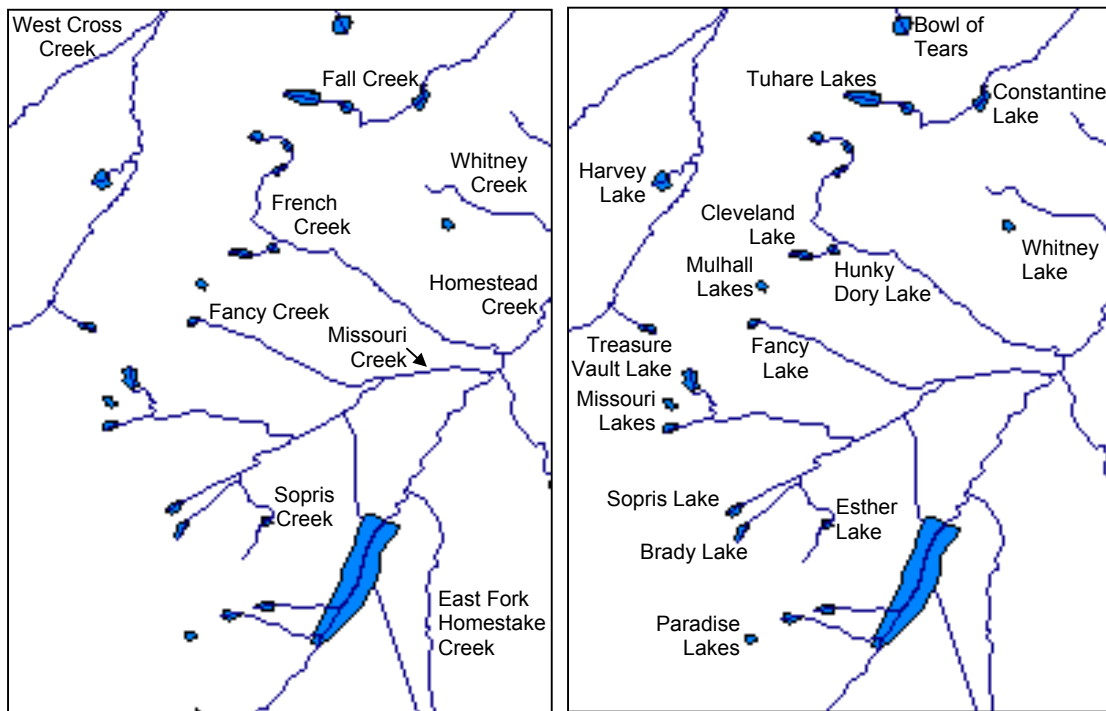 West Cross
Creek
Fall Creek
Whitney
Creek
French
Creek
Homestead
Creek
Fancy Creek
Missouri
Creek
Sopris
Creek
East Fork
Homestake
Creek
Bowl of
Tears
Tuhare Lakes
Constantine
Lake
Harvey
Lake
Cleveland
Lake
Whitney
Lake
Mulhall
Lakes
Hunky
Dory Lake
Treasure
Vault Lake
Fancy
Lake
Missouri
Lakes
Sopris Lake
Esther
Lake
Brady Lake
Paradise
Lakes